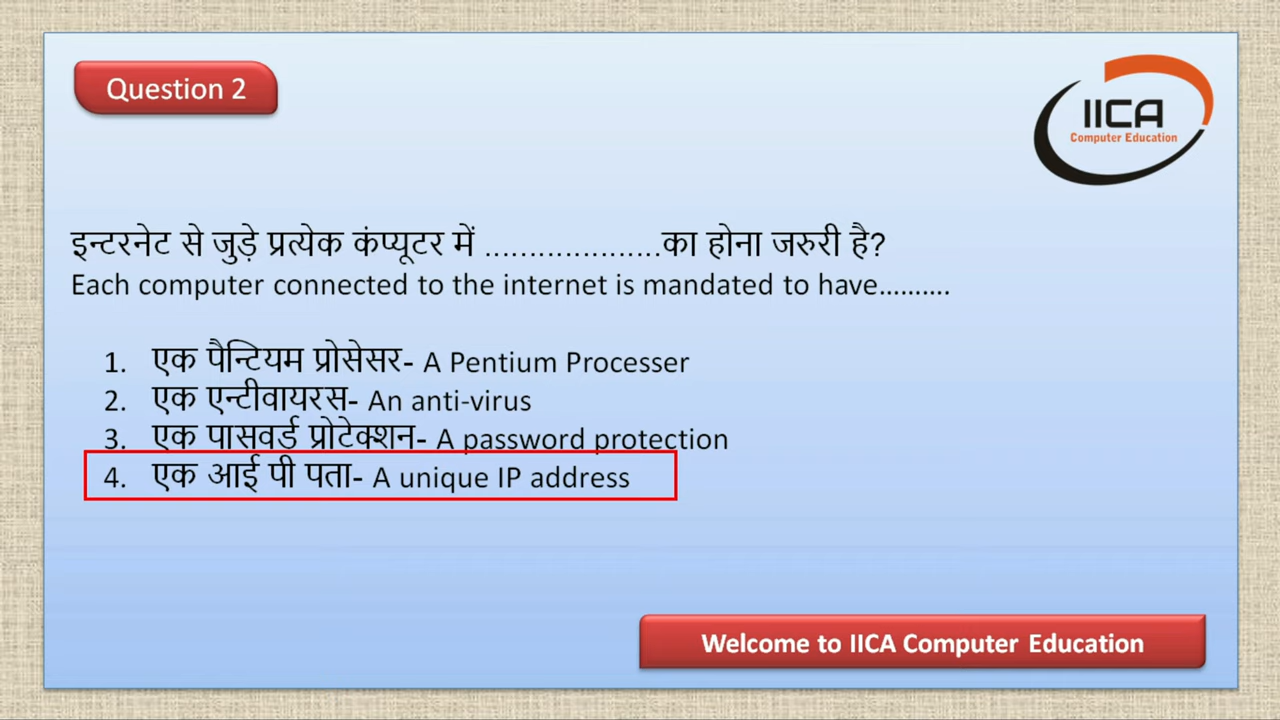 Question 2
IICA
Computer Education
इन्टरनेट से जुड़े प्रत्येक कंप्यूटर में ....................का होना जरुरी है?
Each computer connected to the internet is mandated to have..........
1. एक पैन्टियम प्रोसेसर- A Pentium Processer
2. एक एन्टीवायरस- An anti-virus
3. एक पासवर्ड प्रोटेक्शन- A password protection
4. एक आई पी पता- A unique IP address
Welcome to IICA Computer Education